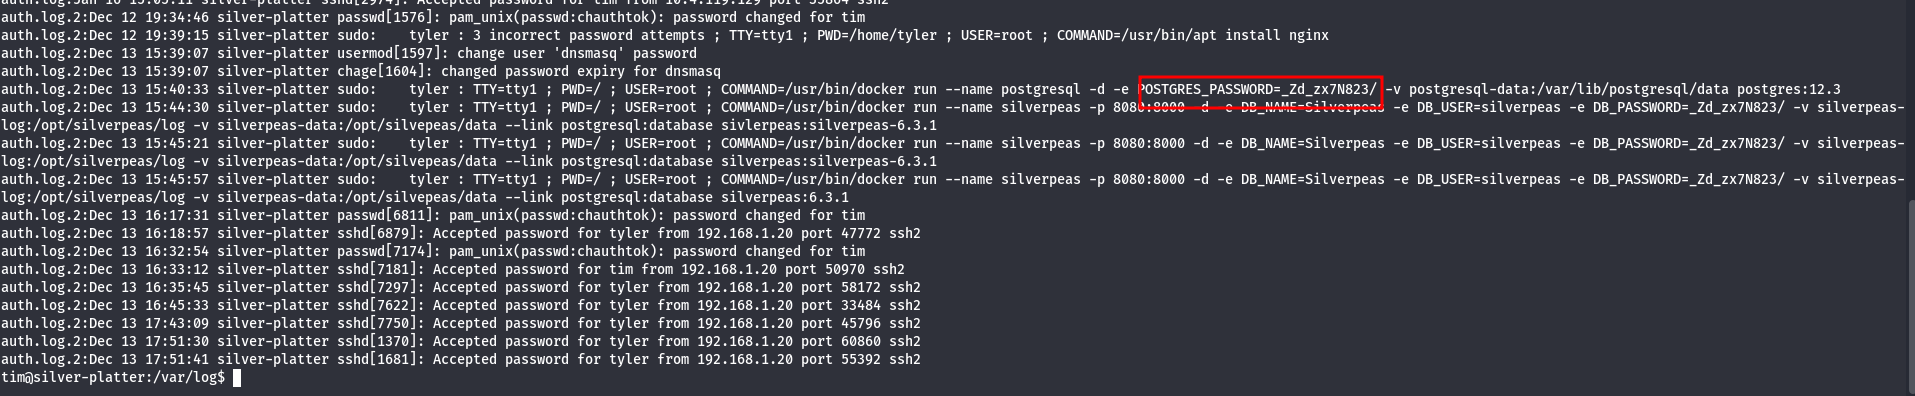 auth.log:Jan 16 15:05:11 silver-platter sshd[2974]: Accepted password for tim from 10.4.119.129 port 55804 ssh2
auth.log.2:Dec 12 19:34:46 silver-platter passwd[1576]: pam_unix(passwd:chauthtok): password changed for tim
auth.log.2:Dec 12 19:39:15 silver-platter sudo:    tyler : 3 incorrect password attempts ; TTY=tty1 ; PWD=/home/tyler ; USER=root ; COMMAND=/usr/bin/apt install nginx
auth.log.2:Dec 13 15:39:07 silver-platter usermod[1597]: change user 'dnsmasq' password
auth.log.2:Dec 13 15:39:07 silver-platter chage[1604]: changed password expiry for dnsmasq
auth.log.2:Dec 13 15:40:33 silver-platter sudo:    tyler : TTY=tty1 ; PWD=/ ; USER=root ; COMMAND=/usr/bin/docker run --name postgresql -d -e POSTGRES_PASSWORD=_Zd_zx7N823/ -v postgresql-data:/var/lib/postgresql/data postgres:12.3
auth.log.2:Dec 13 15:44:30 silver-platter sudo:    tyler : TTY=tty1 ; PWD=/ ; USER=root ; COMMAND=/usr/bin/docker run --name silverpeas -p 8080:8000 -d -e DB_NAME=Silverpeas -e DB_USER=silverpeas -e DB_PASSWORD=_Zd_zx7N823/ -v silverpeas-
log:/opt/silverpeas/log -v silverpeas-data:/opt/silvepeas/data --link postgresql:database sivlerpeas:silverpeas-6.3.1
auth.log.2:Dec 13 15:45:21 silver-platter sudo:    tyler : TTY=tty1 ; PWD=/ ; USER=root ; COMMAND=/usr/bin/docker run --name silverpeas -p 8080:8000 -d -e DB_NAME=Silverpeas -e DB_USER=silverpeas -e DB_PASSWORD=_Zd_zx7N823/ -v silverpeas-
log:/opt/silverpeas/log -v silverpeas-data:/opt/silvepeas/data --link postgresql:database silverpeas:silverpeas-6.3.1
auth.log.2:Dec 13 15:45:57 silver-platter sudo:    tyler : TTY=tty1 ; PWD=/ ; USER=root ; COMMAND=/usr/bin/docker run --name silverpeas -p 8080:8000 -d -e DB_NAME=Silverpeas -e DB_USER=silverpeas -e DB_PASSWORD=_Zd_zx7N823/ -v silverpeas-
log:/opt/silverpeas/log -v silverpeas-data:/opt/silvepeas/data --link postgresql:database silverpeas:6.3.1
auth.log.2:Dec 13 16:17:31 silver-platter passwd[6811]: pam_unix(passwd:chauthtok): password changed for tim
auth.log.2:Dec 13 16:18:57 silver-platter sshd[6879]: Accepted password for tyler from 192.168.1.20 port 47772 ssh2
auth.log.2:Dec 13 16:32:54 silver-platter passwd[7174]: pam_unix(passwd:chauthtok): password changed for tim
auth.log.2:Dec 13 16:33:12 silver-platter sshd[7181]: Accepted password for tim from 192.168.1.20 port 50970 ssh2
auth.log.2:Dec 13 16:35:45 silver-platter sshd[7297]: Accepted password for tyler from 192.168.1.20 port 58172 ssh2
auth.log.2:Dec 13 16:45:33 silver-platter sshd[7622]: Accepted password for tyler from 192.168.1.20 port 33484 ssh2
auth.log.2:Dec 13 17:43:09 silver-platter sshd[7750]: Accepted password for tyler from 192.168.1.20 port 45796 ssh2
auth.log.2:Dec 13 17:51:30 silver-platter sshd[1370]: Accepted password for tyler from 192.168.1.20 port 60860 ssh2
auth.log.2:Dec 13 17:51:41 silver-platter sshd[1681]: Accepted password for tyler from 192.168.1.20 port 55392 ssh2
tim@silver-platter:/var/log$